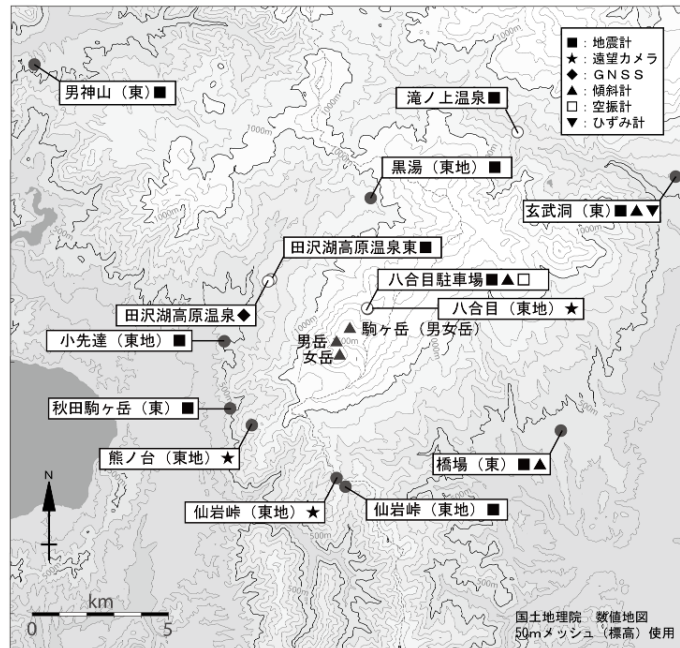 ■：地震計
★：遠望カメラ
◆：ＧＮＳＳ
▲：傾斜計
□：空振計
▼：ひずみ計
男神山（東）■
滝ノ上温泉■
黒湯（東地）■
玄武洞（東）■▲▼
田沢湖高原温泉東■
八合目駐車場■▲□
八合目（東地）★
田沢湖高原温泉◆
駒ヶ岳（男女岳）
小先達（東地）■
男岳
女岳
秋田駒ヶ岳（東）■
熊ノ台（東地）★
橋場（東）■▲
仙岩峠（東地）★
仙岩峠（東地）■
1000m
1000m
1000m
500m
500m
500m
N
km
0 5
国土地理院 数値地図
50mメッシュ（標高）使用